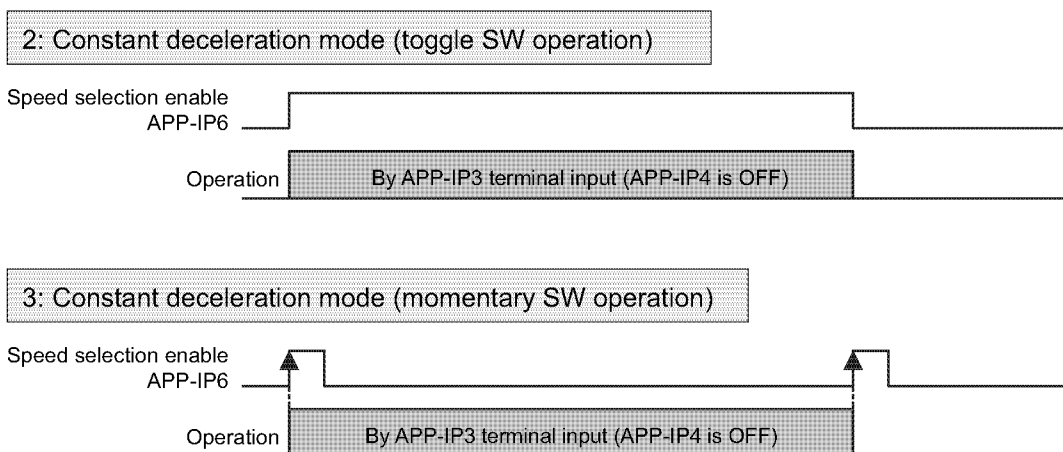 2: Constant deceleration mode (toggle SW operation)
Speed selection enable
APP-IP6
Operation
By APP-IP3 terminal input (APP-IP4 is OFF)
3: Constant deceleration mode (momentary SW operation)
Speed selection enable
APP-IP6
Operation
By APP-IP3 terminal input (APP-IP4 is OFF)